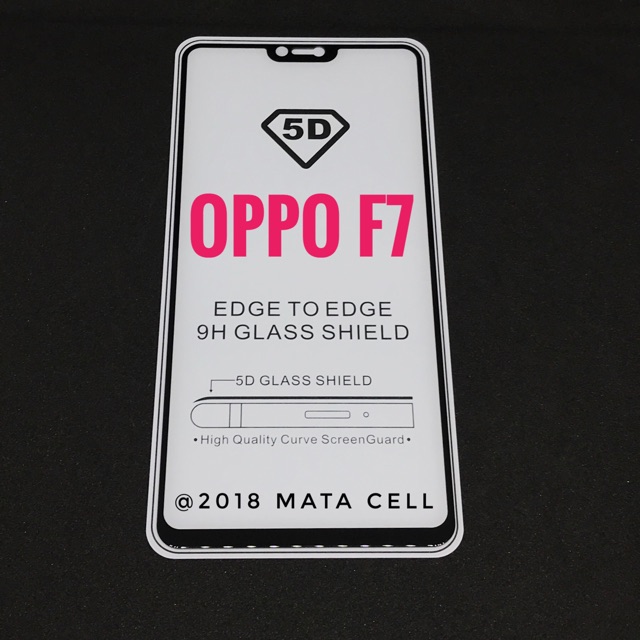 5D
OPPO F7
EDGE TO EDGE
9H GLASS SHIELD
5D GLASS SHIELD
•High Quality Curve ScreenGuard•
@2018 MATA CELL